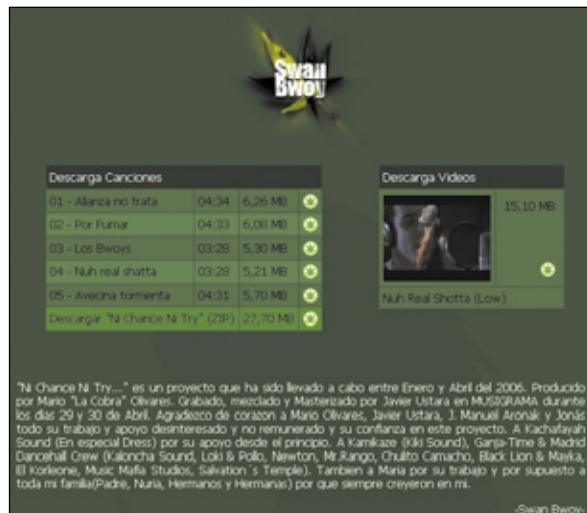 Swan
Bwoy
Descarga Canciones
01 - Alianza no trata 04:34 6,26 MB
02 - Por Fumar 04:33 6,08 MB
03 - Los Bwoys 03:28 5,30 MB
04 - Nuh real shatta 03:28 5,21 MB
05 - Avecina tormenta 04:31 5,70 MB
Descargar "Ni Chance Ni Try" (ZIP) 27,70 MB
Descarga Videos
15,10 MB
Nuh Real Shotta (Low)
"Ni Chance Ni Try..." es un proyecto que ha sido llevado a cabo entre Enero y Abril del 2006. Producido
por Mario "La Cobra" Olivares. Grabado, mezclado y Masterizado por Javier Ustara en MUSIGRAMA durante
los dias 29 y 30 de Abril. Agradezco de corazon a Mario Olivares, Javier Ustara, J. Manuel Aronak y Jonás
todo su trabajo y apoyo desinteresado y no remunerado y su confianza en este proyecto. A Kachafayah
Sound (En especial Dress) por su apoyo desde el principio. A Kamikaze (Kiki Sound), Ganja-Time & Madrid
Dancehall Crew (Kaloncha Sound, Loki & Pollo, Newton, Mr.Rango, Chulito Camacho, Black Lion & Mayka,
El Korleone, Music Mafia Studios, Salvation´s Temple). Tambien a Maria por su trabajo y por supuesto a
toda mi familia(Padre, Nuria, Hermanos y Hermanas) por que siempre creyeron en mi.
-Swan Bwoy-